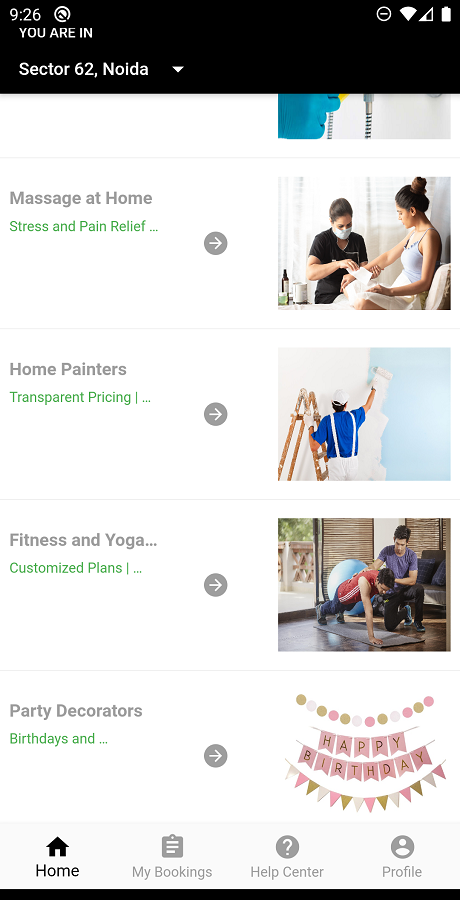 9:26
YOU ARE IN
Sector 62, Noida
Massage at Home
Stress and Pain Relief ...
Home Painters
Transparent Pricing | ...
Fitness and Yoga...
Customized Plans | ...
Party Decorators
Birthdays and ...
HAPPY
BIRTHDAY
Home
My Bookings
Help Center
Profile